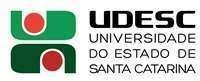 UDESC
UNIVERSIDADE
DO ESTADO DE
SANTA CATARINA